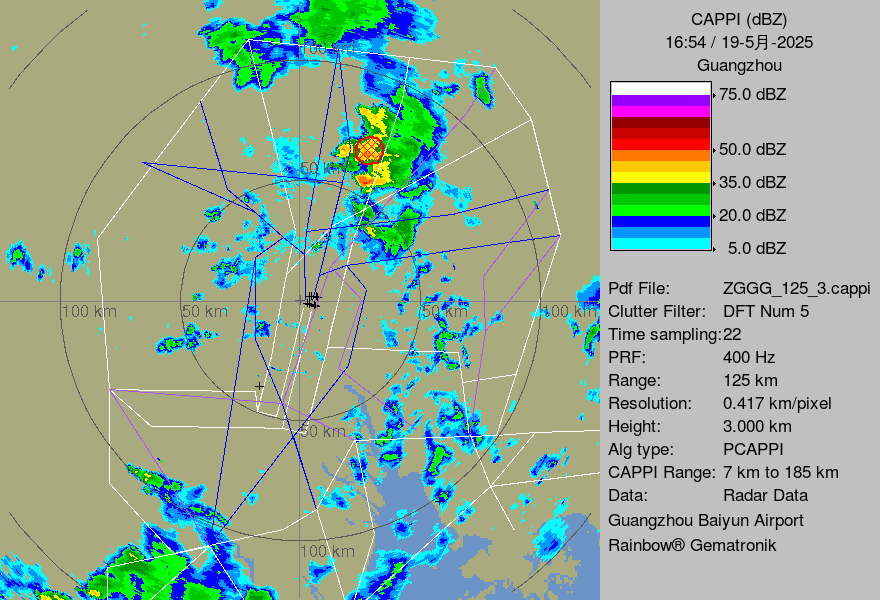 CAPPI (dBZ)
16:54 / 19-5月-2025
Guangzhou
75.0 dBZ
50.0 dBZ
35.0 dBZ
20.0 dBZ
5.0 dBZ
Pdf File: ZGGG_125_3.cappi
Clutter Filter: DFT Num 5
Time sampling:22
PRF: 400 Hz
Range: 125 km
Resolution: 0.417 km/pixel
Height: 3.000 km
Alg type: PCAPPI
CAPPI Range: 7 km to 185 km
Data: Radar Data
Guangzhou Baiyun Airport
Rainbow® Gematronik
100 km
50 km
100 km
50 km
50 km
100 km
50 km
100 km